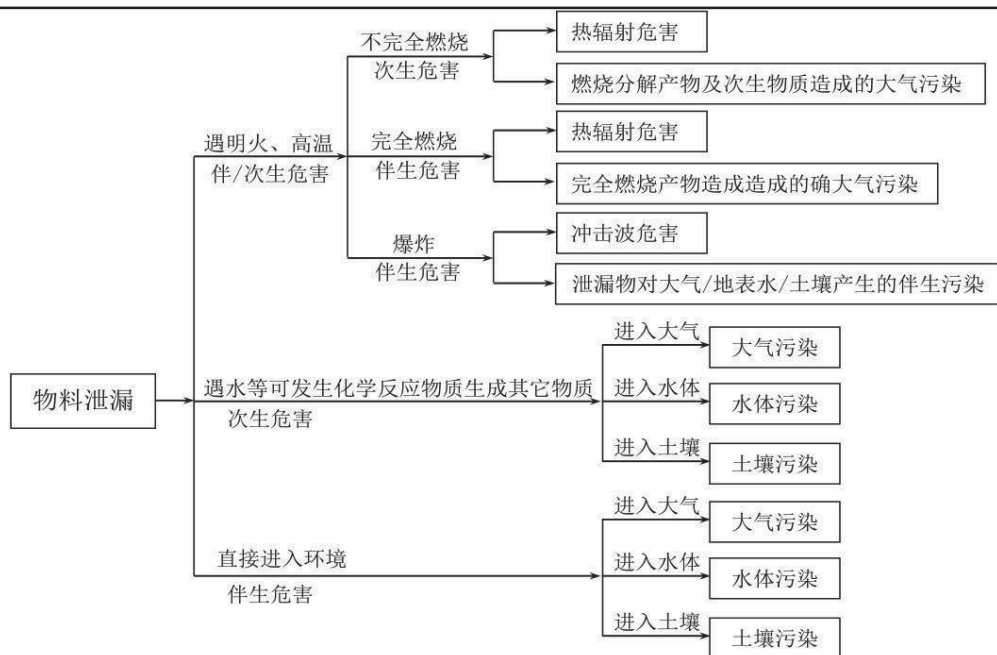 不完全燃烧
次生危害
热辐射危害
燃烧分解产物及次生物质造成的大气污染
遇明火、高温
伴/次生危害
完全燃烧
伴生危害
热辐射危害
完全燃烧产物造成造成的确大气污染
爆炸
伴生危害
冲击波危害
泄漏物对大气/地表水/土壤产生的伴生污染
物料泄漏
遇水等可发生化学反应物质生成其它物质
次生危害
进入大气
大气污染
进入水体
水体污染
进入土壤
土壤污染
直接进入环境
伴生危害
进入大气
大气污染
进入水体
水体污染
进入土壤
土壤污染